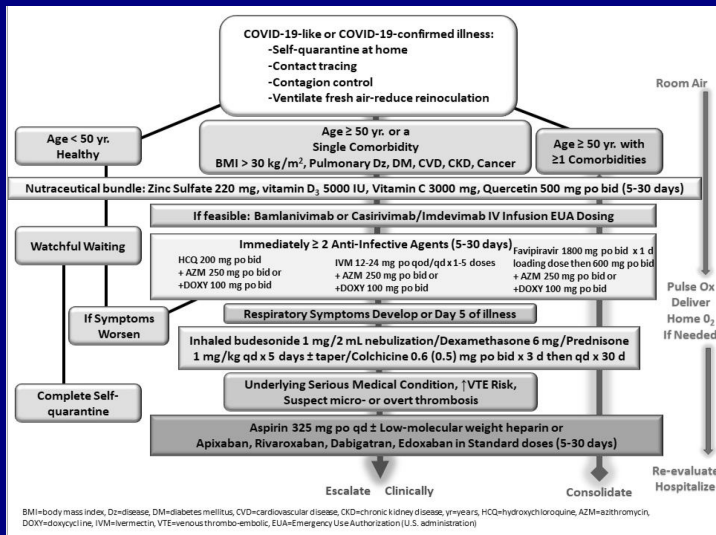 COVID-19-like or COVID-19-confirmed illness:
-Self-quarantine at home
-Contact tracing
-Contagion control
-Ventilate fresh air-reduce reinoculation
Room Air
Age < 50 yr.
Healthy
Age ≥ 50 yr. or a
Single Comorbidity
BMI > 30 kg/m², Pulmonary Dz, DM, CVD, CKD, Cancer
Age ≥ 50 yr. with
≥1 Comorbidities
Nutraceutical bundle: Zinc Sulfate 220 mg, vitamin D₃ 5000 IU, Vitamin C 3000 mg, Quercetin 500 mg po bid (5-30 days)
If feasible: Bamlanivimab or Casirivimab/Imdevimab IV Infusion EUA Dosing
Watchful Waiting
Immediately ≥ 2 Anti-Infective Agents (5-30 days)
HCQ 200 mg po bid
+ AZM 250 mg po bid or
+DOXY 100 mg po bid
IVM 12-24 mg po qod/qd x 1-5 doses
+ AZM 250 mg po bid or
+DOXY 100 mg po bid
Favipiravir 1800 mg po bid x 1 d
loading dose then 600 mg po bid
+ AZM 250 mg po bid or
+DOXY 100 mg po bid
Pulse Ox
Deliver
Home 0₂
If Needed
If Symptoms
Worsen
Respiratory Symptoms Develop or Day 5 of illness
Inhaled budesonide 1 mg/2 mL nebulization/Dexamethasone 6 mg/Prednisone
1 mg/kg qd x 5 days ± taper/Colchicine 0.6 (0.5) mg po bid x 3 d then qd x 30 d
Complete Self-
quarantine
Underlying Serious Medical Condition, ↑VTE Risk,
Suspect micro- or overt thrombosis
Aspirin 325 mg po qd ± Low-molecular weight heparin or
Apixaban, Rivaroxaban, Dabigatran, Edoxaban in Standard doses (5-30 days)
Escalate Clinically
Consolidate
Re-evaluate
Hospitalize
BMI=body mass index, Dz=disease, DM=diabetes mellitus, CVD=cardiovascular disease, CKD=chronic kidney disease, yr=years, HCQ=hydroxychloroquine, AZM=azithromycin,
DOXY=doxycycline, IVM=Ivermectin, VTE=venous thrombo-embolic, EUA=Emergency Use Authorization (U.S. administration)